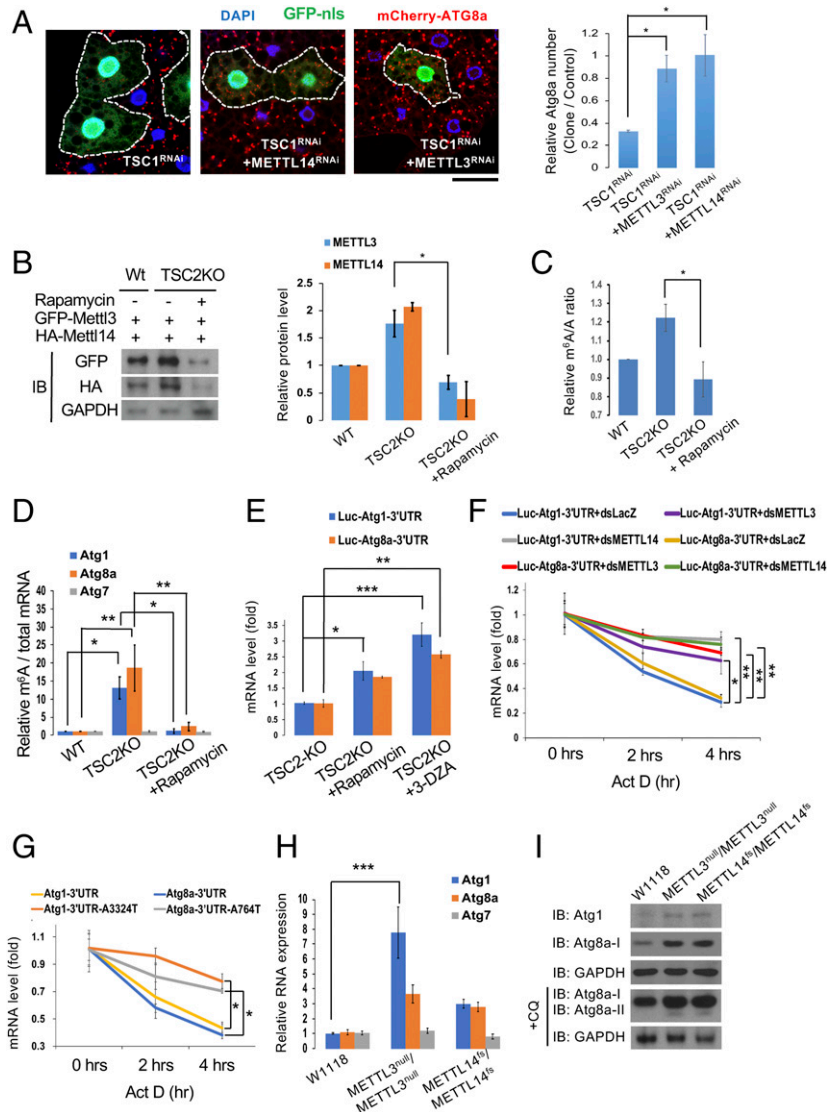 A
DAPI GFP-nls mCherry-ATG8a
TSC1RNAi
TSC1RNAi
+METTL14RNAi
TSC1RNAi
+METTL3RNAi
Relative Atg8a number
(Clone / Control)
1.4
1.2
1
0.8
0.6
0.4
0.2
0
*
*
TSC1RNAi
TSC1RNAi
+METTL3RNAi
TSC1RNAi
+METTL14RNAi
B
Wt TSC2KO
Rapamycin - - +
GFP-Mettl3 + + +
HA-Mettl14 + + +
IB
GFP
HA
GAPDH
METTL3
METTL14
Relative protein level
2.5
2
1.5
1
0.5
0
*
WT
TSC2KO
TSC2KO
+Rapamycin
C
Relative m⁶A/A ratio
1.4
1.3
1.2
1.1
1.0
0.9
0.8
0.7
*
WT
TSC2KO
TSC2KO
+ Rapamycin
D
Atg1
Atg8a
Atg7
Relative m⁶A / total mRNA
40
35
30
25
20
15
10
5
0
*
**
*
**
WT
TSC2KO
TSC2KO
+Rapamycin
E
Luc-Atg1-3'UTR
Luc-Atg8a-3'UTR
mRNA level (fold)
4
3
2
1
0
*
***
**
TSC2-KO
TSC2KO
+Rapamycin
TSC2KO
+3-DZA
F
Luc-Atg1-3'UTR+dsLacZ Luc-Atg1-3'UTR+dsMETTL3
Luc-Atg1-3'UTR+dsMETTL14 Luc-Atg8a-3'UTR+dsLacZ
Luc-Atg8a-3'UTR+dsMETTL3 Luc-Atg8a-3'UTR+dsMETTL14
mRNA level (fold)
1
0.8
0.6
0.4
0.2
0
*
**
**
**
0 hrs 2 hrs 4 hrs
Act D (hr)
G
Atg1-3'UTR Atg8a-3'UTR
Atg1-3'UTR-A3324T Atg8a-3'UTR-A764T
mRNA level (fold)
1.1
0.9
0.7
0.5
0.3
*
*
0 hrs 2 hrs 4 hrs
Act D (hr)
H
Atg1
Atg8a
Atg7
Relative RNA expression
10
9
8
7
6
5
4
3
2
1
0
***
W1118
METTL3null/
METTL3null
METTL14fs/
METTL14fs
I
W1118
METTL3null/METTL3null
METTL14fs/METTL14fs
IB: Atg1
IB: Atg8a-I
IB: GAPDH
+CQ
IB: Atg8a-I
IB: Atg8a-II
IB: GAPDH